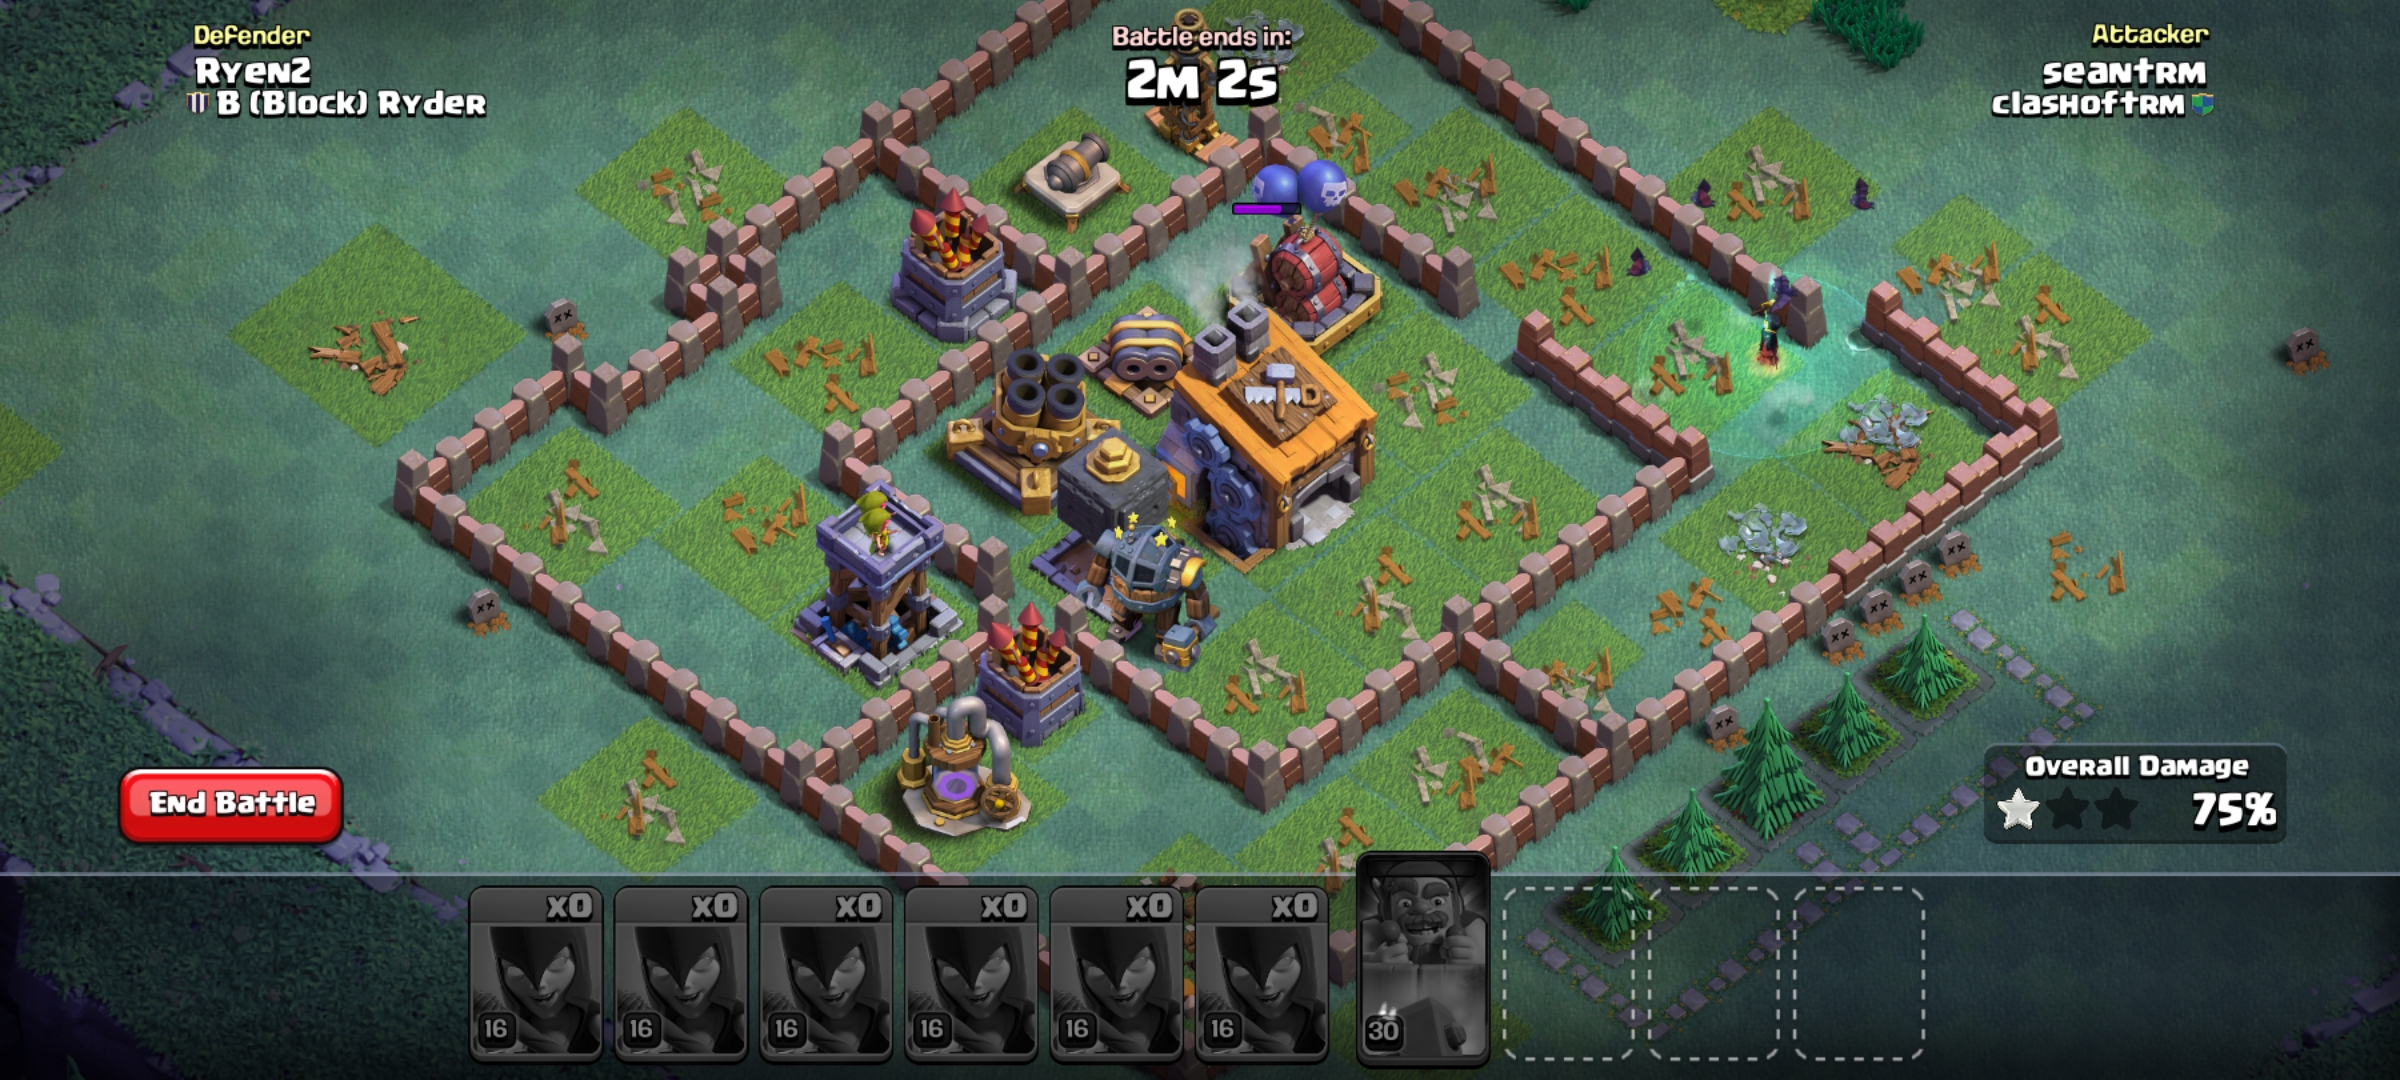 Defender
Ryen2
B (Block) Ryder
Battle ends in:
2M 2s
Attacker
seantrm
clashoftrm
End Battle
Overall Damage
75%
x0
x0
x0
x0
x0
x0
16
16
16
16
16
16
30